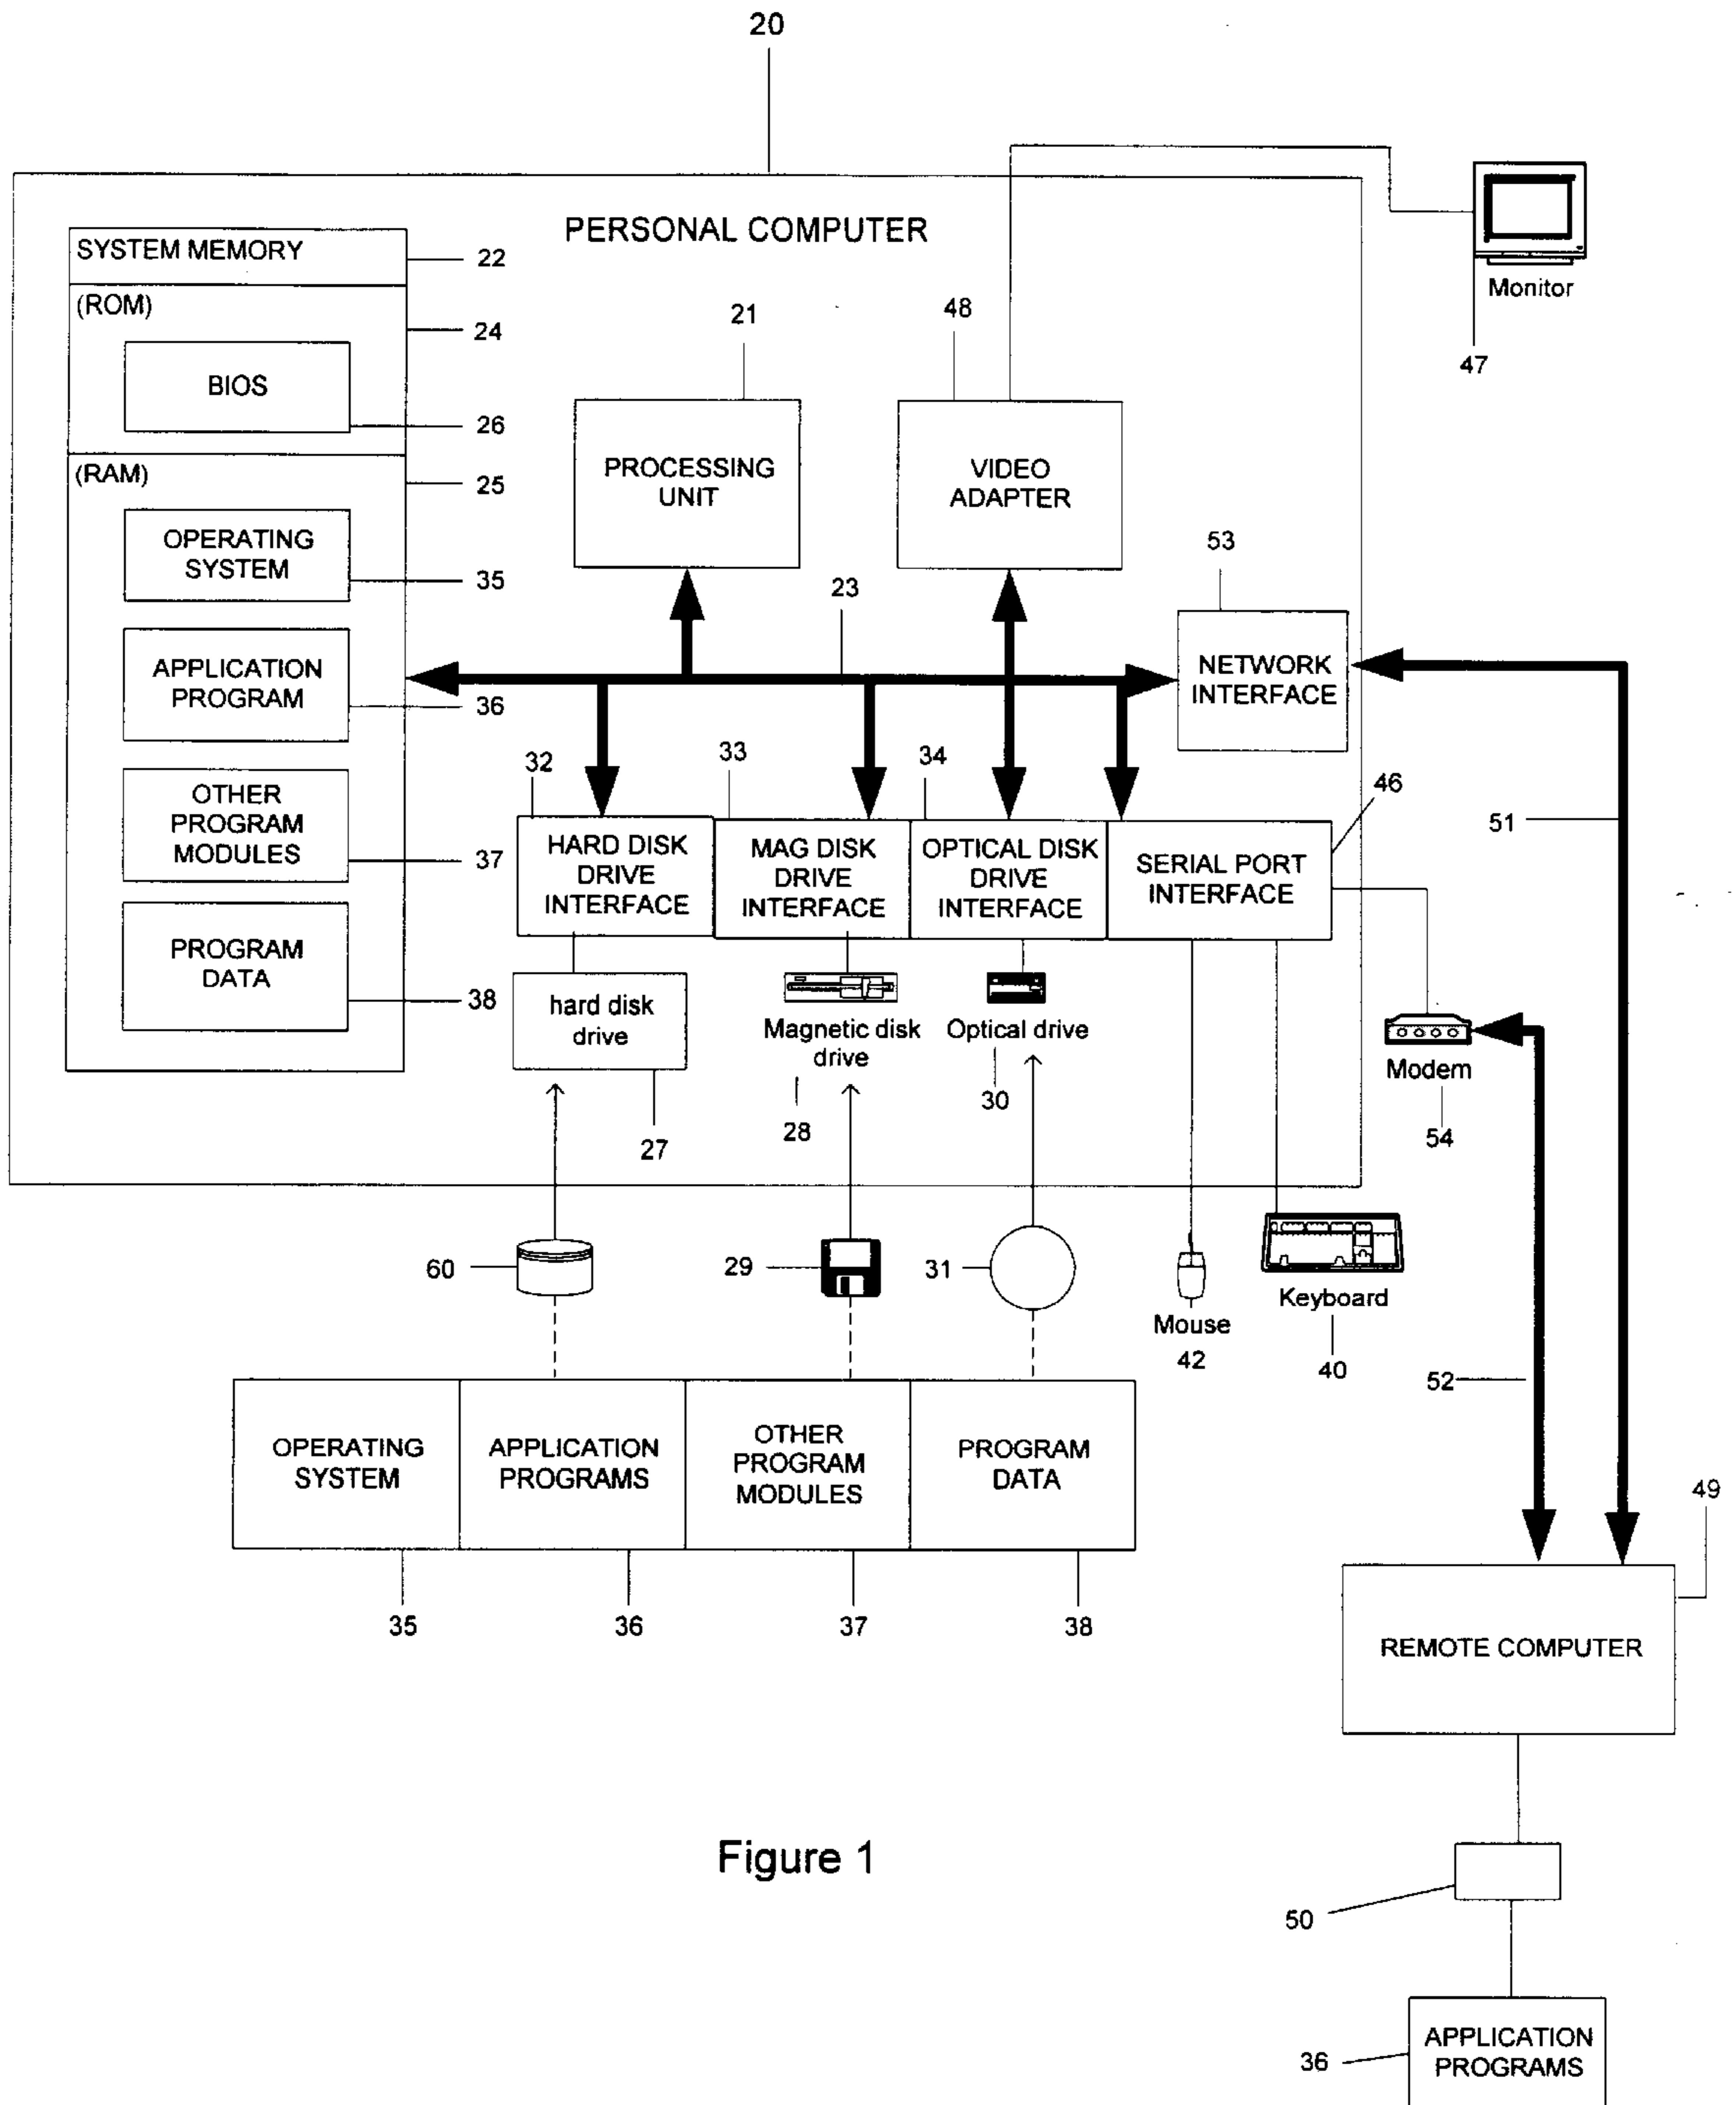 20
PERSONAL COMPUTER
SYSTEM MEMORY
22
(ROM)
24
BIOS
26
(RAM)
25
OPERATING
SYSTEM
35
APPLICATION
PROGRAM
36
OTHER
PROGRAM
MODULES
37
PROGRAM
DATA
38
21
PROCESSING
UNIT
48
VIDEO
ADAPTER
Monitor
47
23
53
NETWORK
INTERFACE
32
HARD DISK
DRIVE
INTERFACE
33
MAG DISK
DRIVE
INTERFACE
34
OPTICAL DISK
DRIVE
INTERFACE
46
SERIAL PORT
INTERFACE
51
hard disk
drive
27
Magnetic disk
drive
28
Optical drive
30
Modem
54
60
29
31
Mouse
42
Keyboard
40
52
OPERATING
SYSTEM
APPLICATION
PROGRAMS
OTHER
PROGRAM
MODULES
PROGRAM
DATA
35
36
37
38
49
REMOTE COMPUTER
Figure 1
50
36
APPLICATION
PROGRAMS